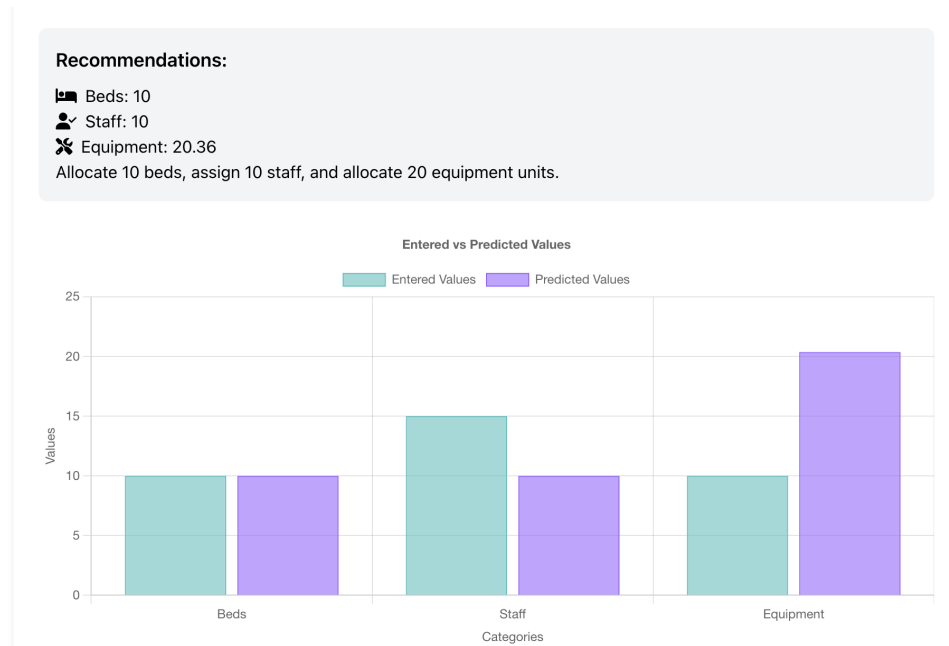 Recommendations:
Beds: 10
Staff: 10
Equipment: 20.36
Allocate 10 beds, assign 10 staff, and allocate 20 equipment units.
Entered vs Predicted Values
Entered Values Predicted Values
25
20
15
10
5
0
Values
Beds Staff Equipment
Categories